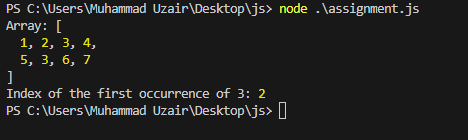 PS C:\Users\Muhammad Uzair\Desktop\js> node .\assignment.js
Array: [
  1, 2, 3, 4,
  5, 3, 6, 7
]
Index of the first occurrence of 3: 2
PS C:\Users\Muhammad Uzair\Desktop\js>